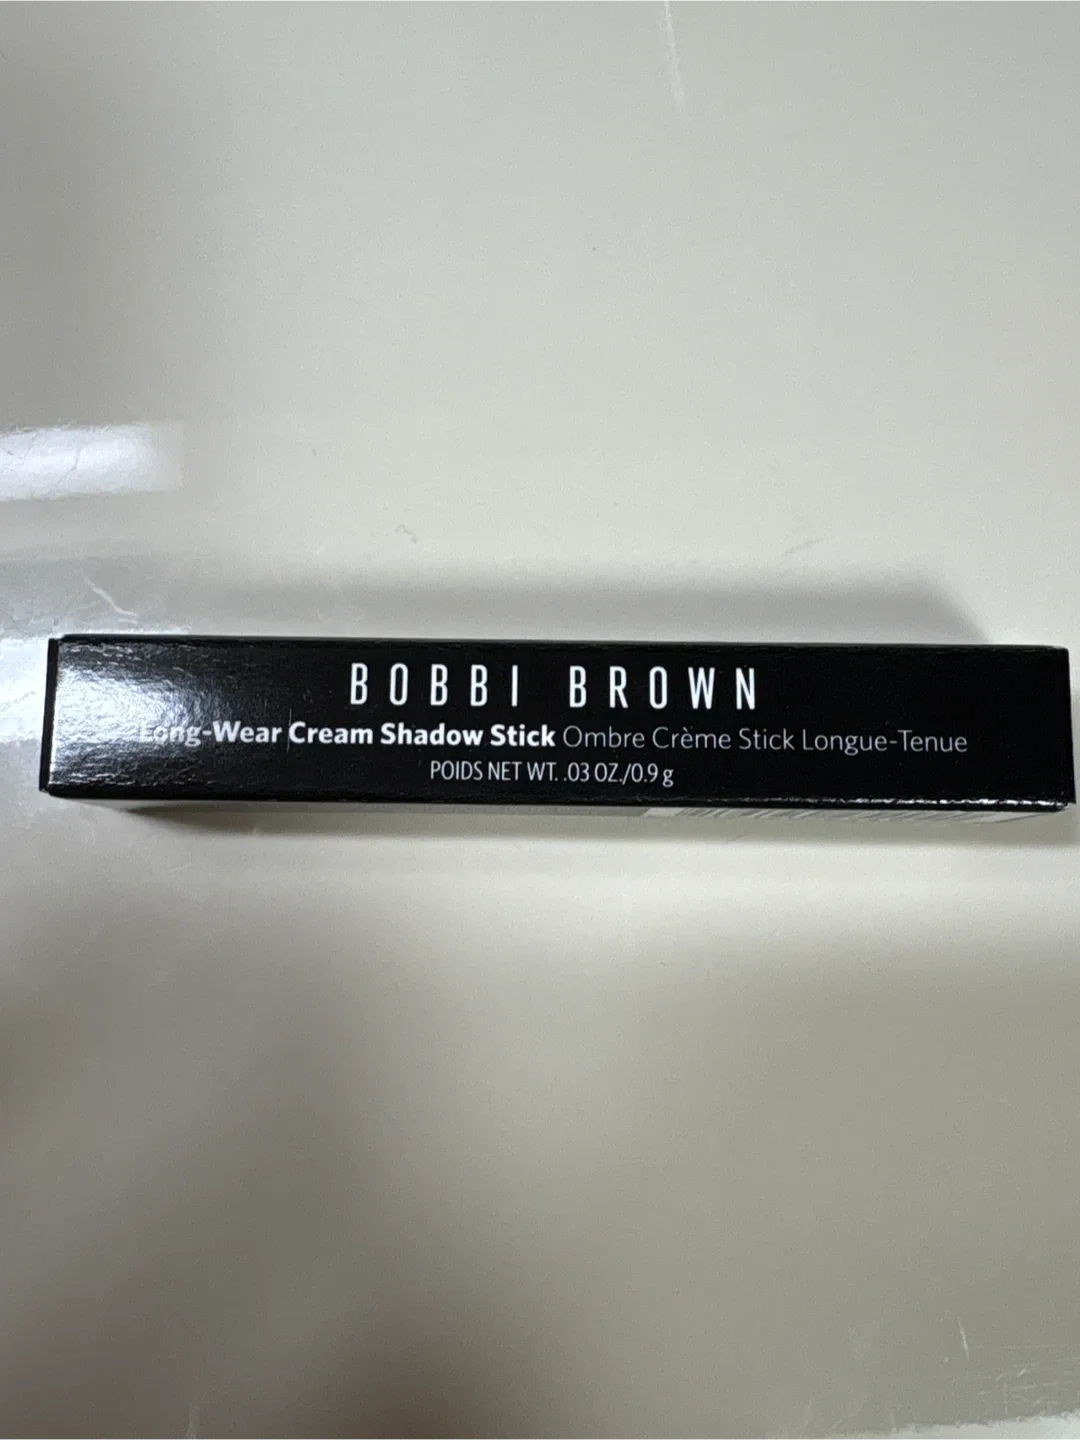 BOBBI BROWN
Long-Wear Cream Shadow Stick Ombre Crème Stick Longue-Tenue
POIDS NET WT. .03 OZ./0.9 g